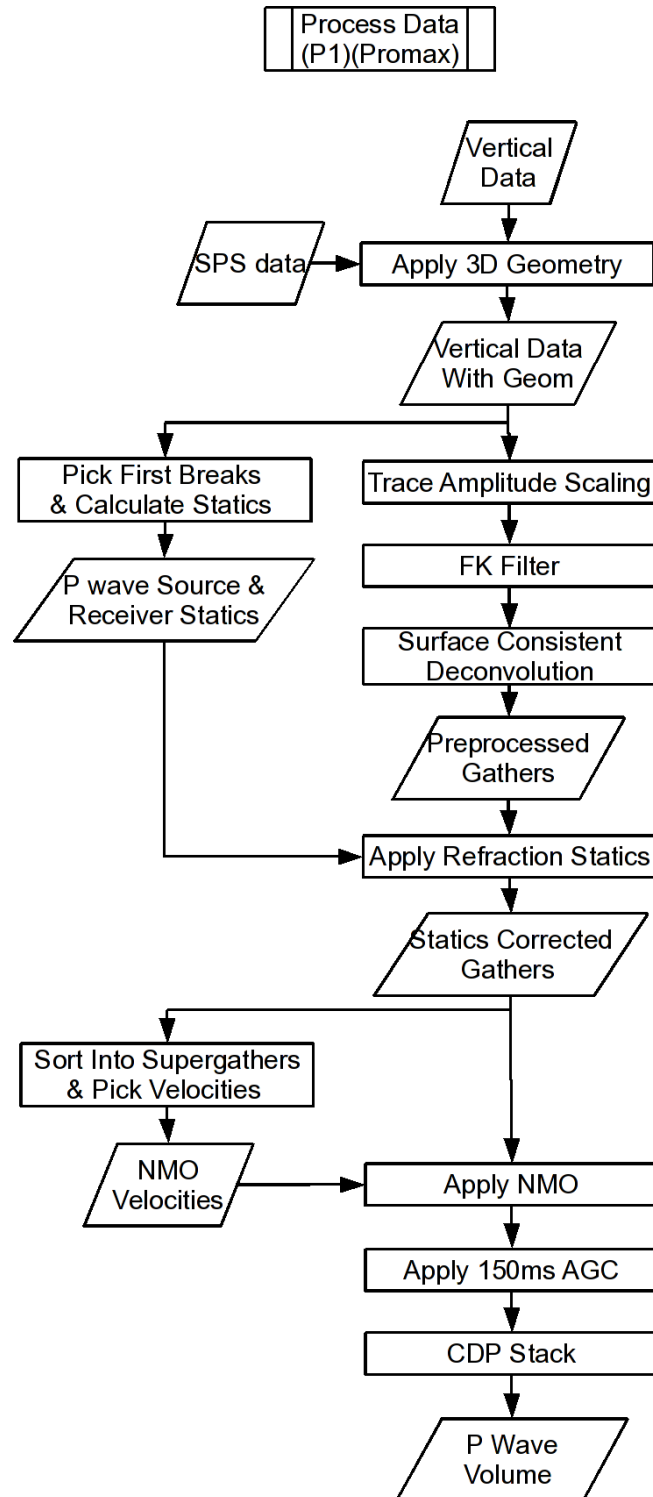 Process Data
(P1)(Promax)
Vertical
Data
SPS data
Apply 3D Geometry
Vertical Data
With Geom
Pick First Breaks
& Calculate Statics
Trace Amplitude Scaling
P wave Source &
Receiver Statics
FK Filter
Surface Consistent
Deconvolution
Preprocessed
Gathers
Apply Refraction Statics
Statics Corrected
Gathers
Sort Into Supergathers
& Pick Velocities
NMO
Velocities
Apply NMO
Apply 150ms AGC
CDP Stack
P Wave
Volume